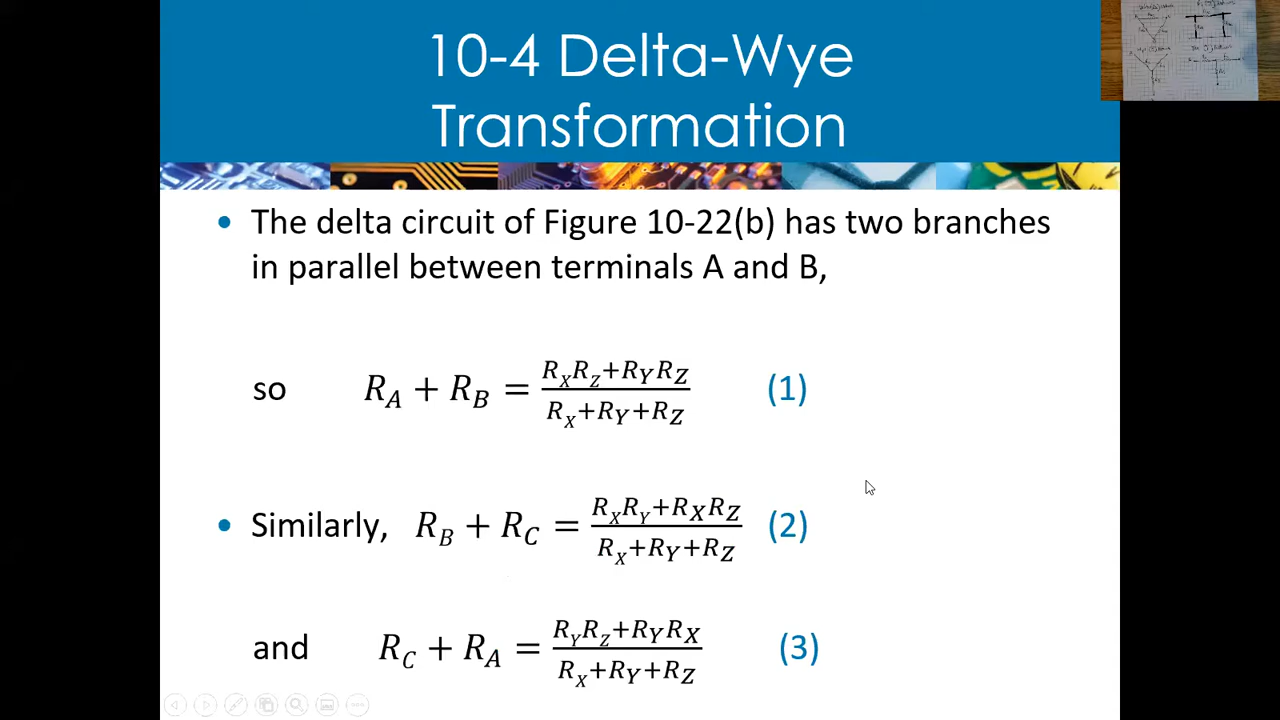 10-4 Delta-Wye
Transformation
• The delta circuit of Figure 10-22(b) has two branches
in parallel between terminals A and B,
so R_A + R_B = (R_X R_Z + R_Y R_Z)/(R_X + R_Y + R_Z) (1)
• Similarly, R_B + R_C = (R_X R_Y + R_X R_Z)/(R_X + R_Y + R_Z) (2)
and R_C + R_A = (R_Y R_Z + R_Y R_X)/(R_X + R_Y + R_Z) (3)